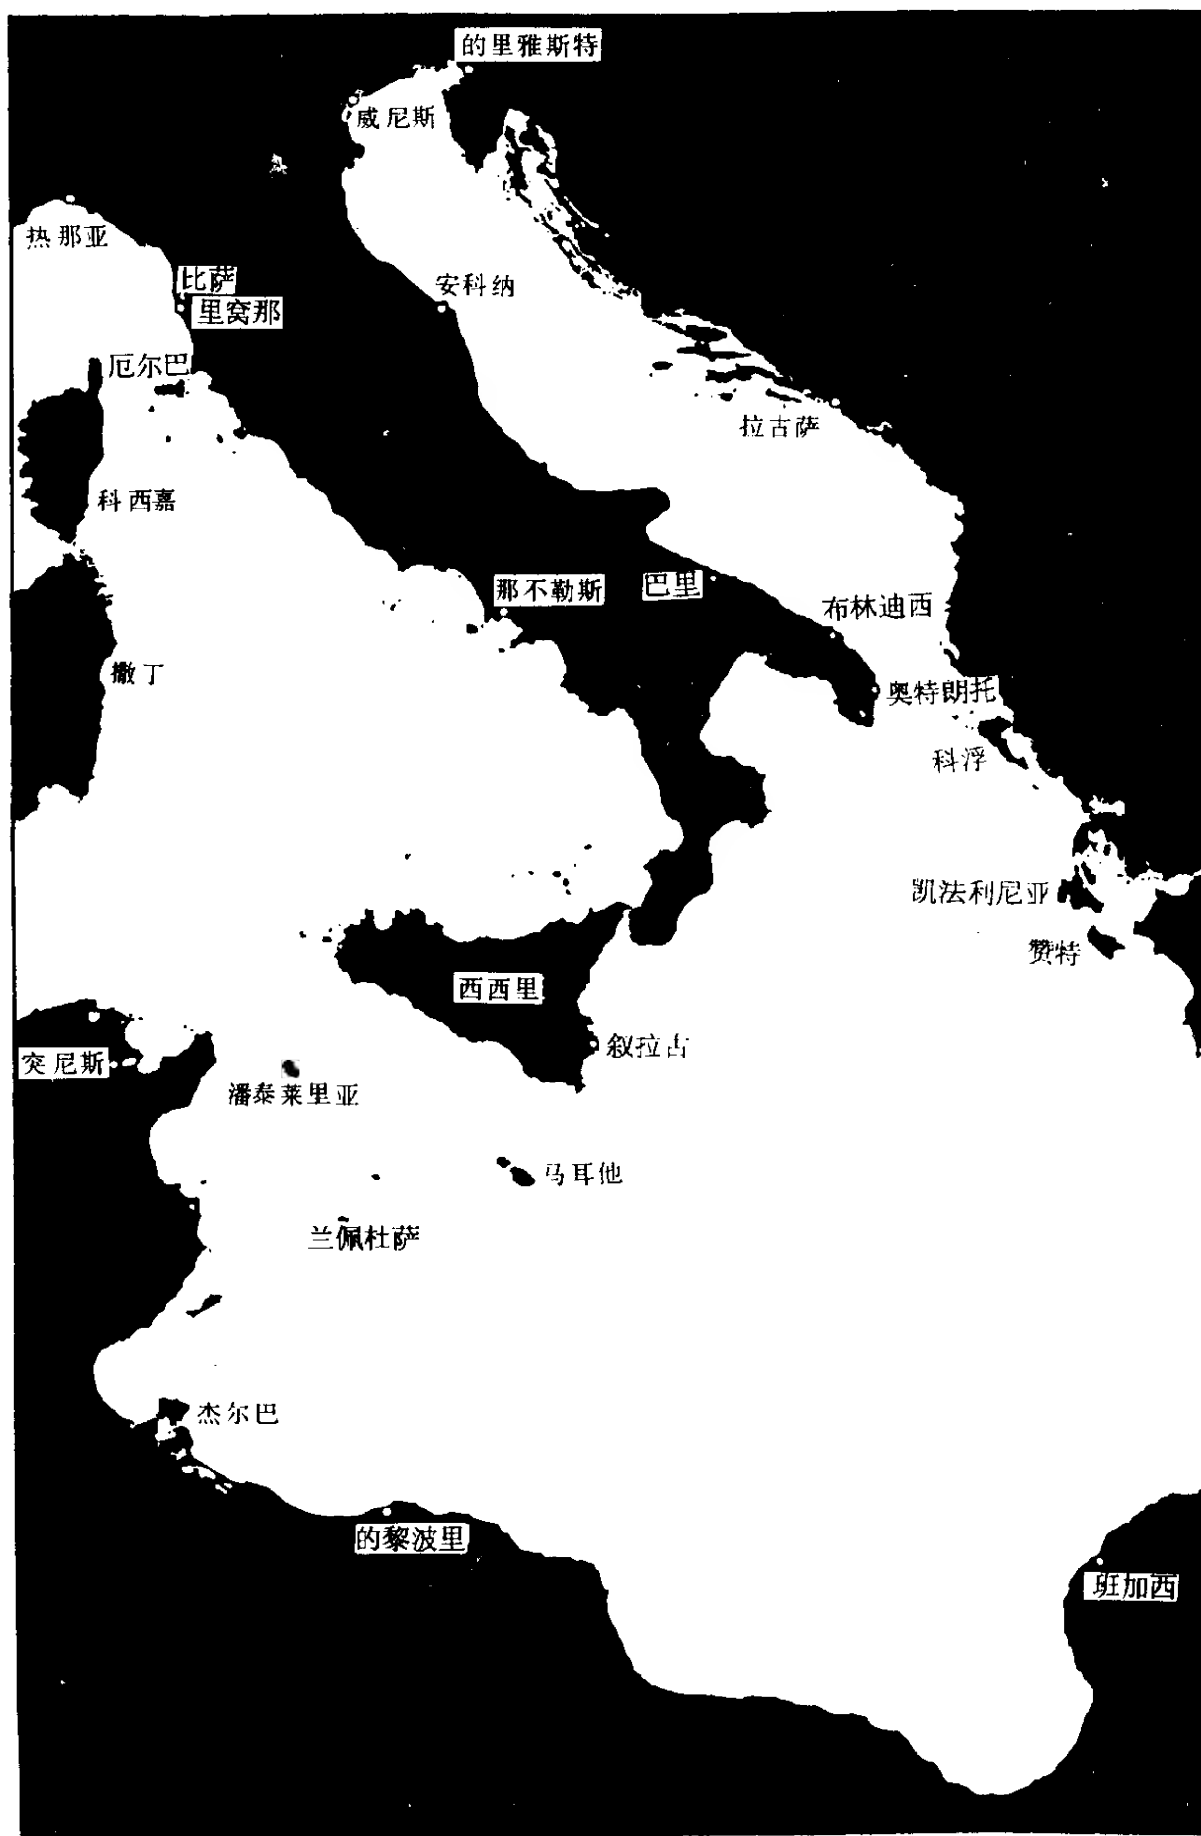 的里雅斯特
威尼斯
热那亚
比萨
里窝那
安科纳
厄尔巴
拉古萨
科西嘉
那不勒斯
巴里
布林迪西
撒丁
奥特朗托
科浮
凯法利尼亚
赞特
西西里
叙拉古
突尼斯
潘泰莱里亚
马耳他
兰佩杜萨
杰尔巴
的黎波里
班加西